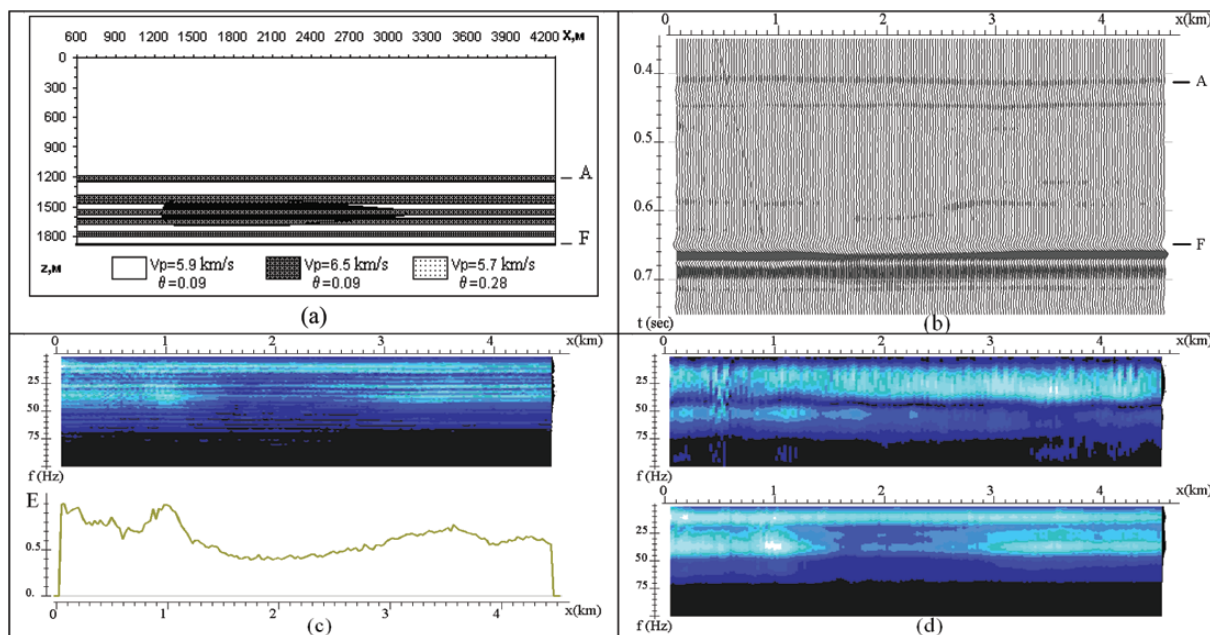 600 900 1200 1500 1800 2100 2400 2700 3000 3300 3600 3900 4200 X,м
0
300
600
900
1200 A
1500
1800 F
z,м
Vp=5.9 km/s
θ=0.09
Vp=6.5 km/s
θ=0.09
Vp=5.7 km/s
θ=0.28
(a)
0 1 2 3 4 x(km)
0.4
A
0.5
0.6
F
0.7
t (sec)
(b)
0 1 2 3 4 x(km)
25
50
75
f (Hz)
E
0.5
0.
0 1 2 3 4 x(km)
(c)
0 1 2 3 4 x(km)
25
50
75
f (Hz)
0 1 2 3 4 x(km)
25
50
75
f (Hz)
(d)